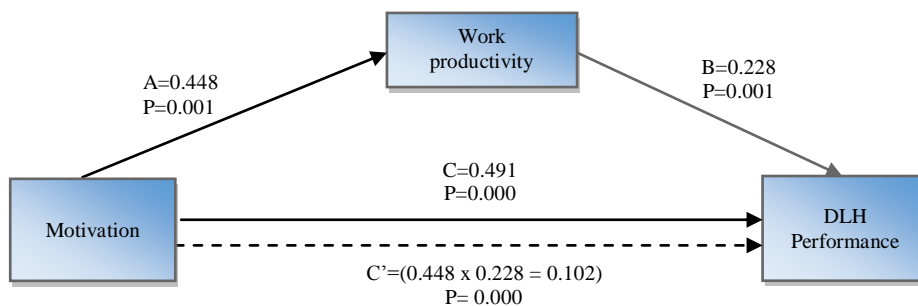 Work
productivity
A=0.448
P=0.001
B=0.228
P=0.001
C=0.491
P=0.000
Motivation
DLH
Performance
C’=(0.448 x 0.228 = 0.102)
P= 0.000